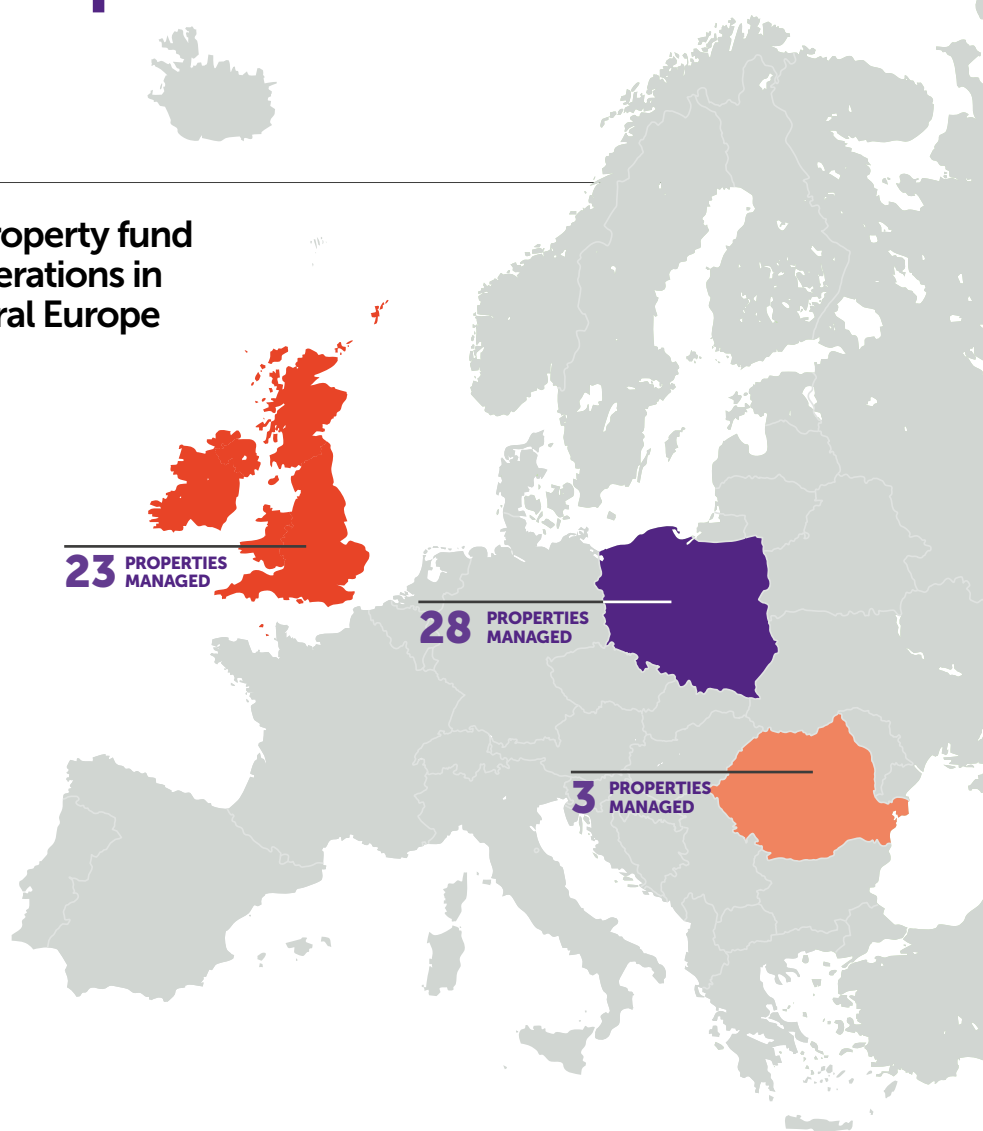 roperty fund
erations in
ral Europe
23 PROPERTIES
MANAGED
28 PROPERTIES
MANAGED
3 PROPERTIES
MANAGED